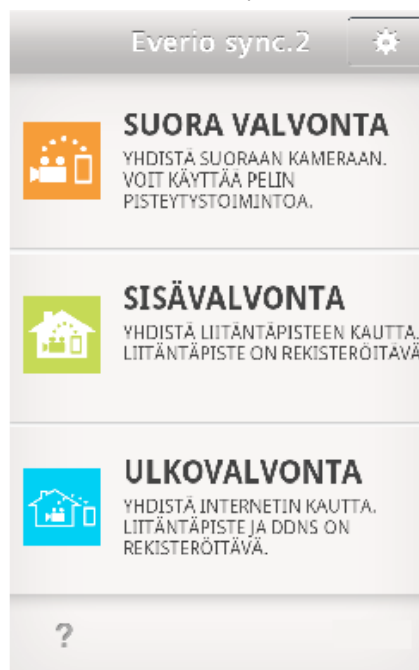 Everio sync.2
SUORA VALVONTA
YHDISTÄ SUORAAN KAMERAAN.
VOIT KÄYTTÄÄ PELIN
PISTEYTYSTOIMINTOA.
SISÄVALVONTA
YHDISTÄ LIITÄNTÄPISTEEN KAUTTA.
LIITÄNTÄPISTE ON REKISTERÖITÄVÄ
ULKOVALVONTA
YHDISTÄ INTERNETIN KAUTTA.
LIITÄNTÄPISTE JA DDNS ON
REKISTERÖTTÄVÄ.
?